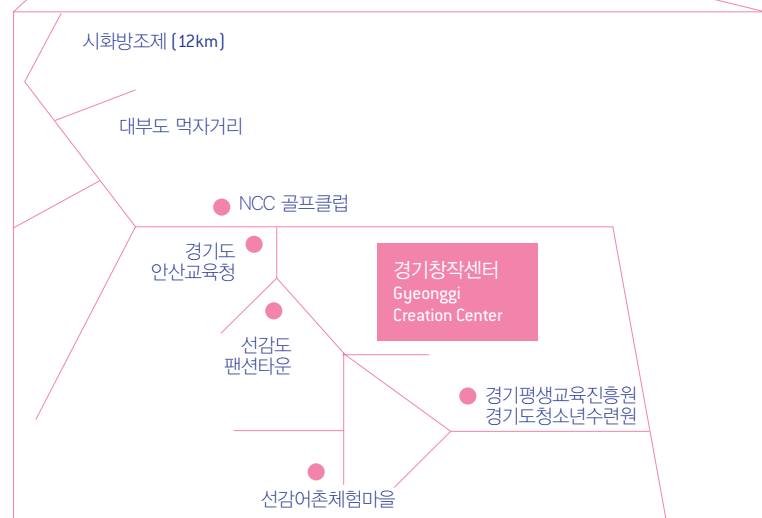 시화방조제 (12km)
대부도 먹자거리
NCC 골프클럽
경기도
안산교육청
경기창작센터
Gyeonggi
Creation Center
선감도
팬션타운
경기평생교육진흥원
경기도청소년수련원
선감어촌체험마을